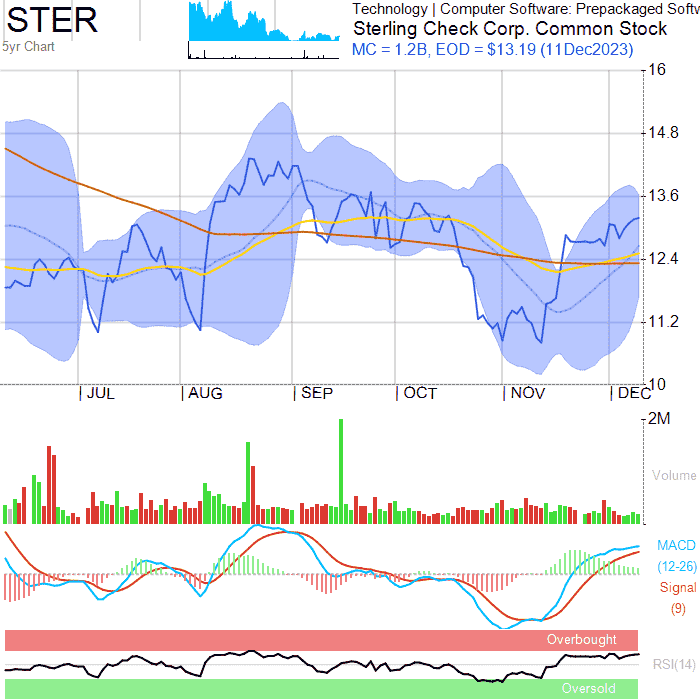 STER
5yr Chart
Technology | Computer Software: Prepackaged Softw
Sterling Check Corp. Common Stock
MC = 1.2B, EOD = $13.19 (11Dec2023)
16
14.8
13.6
12.4
11.2
10
| JUL | AUG | SEP | OCT | NOV | DEC
2M
Volume
MACD
(12-26)
Signal
(9)
Overbought
RSI(14)
Oversold